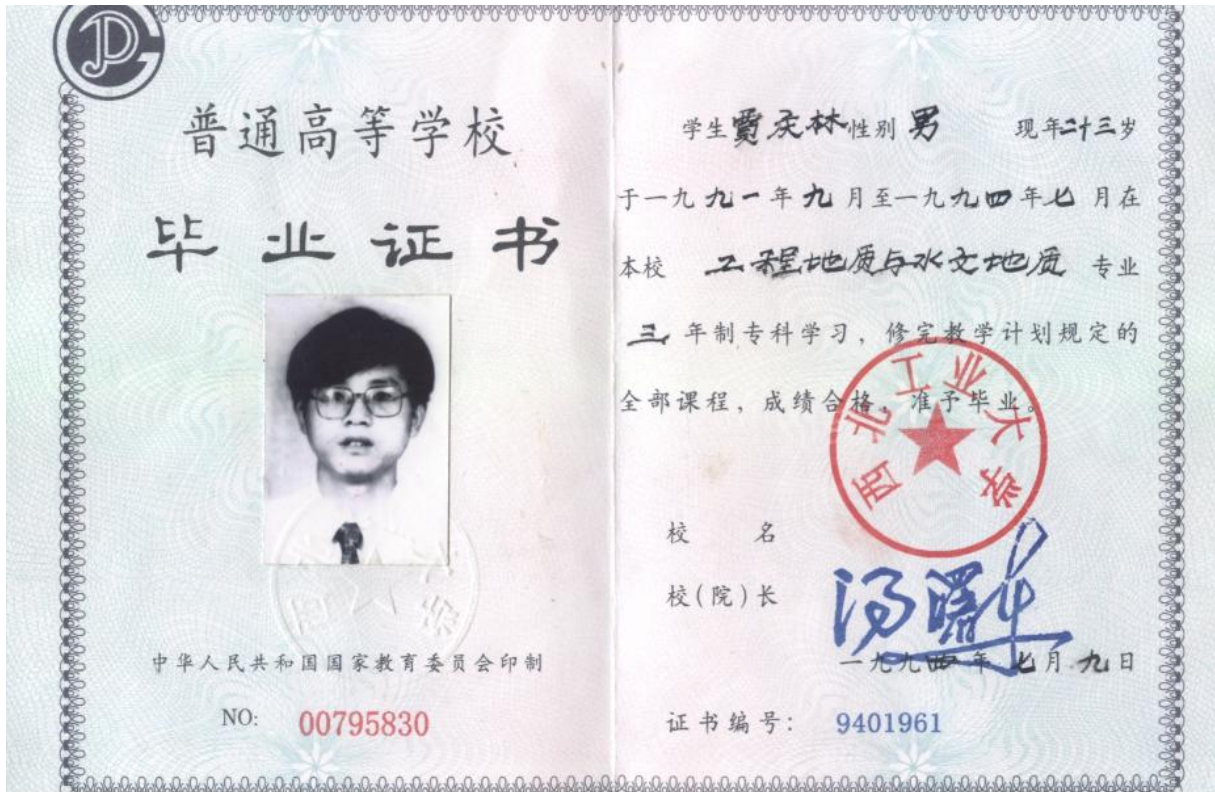 普通高等学校
毕业证书
中华人民共和国国家教育委员会印制
NO: 00795830
学生 贾庆林 性别 男 现年二十三岁
于一九九一年九月至一九九四年七月在
本校 工程地质与水文地质 专业
三年制专科学习，修完教学计划规定的
全部课程，成绩合格，准予毕业。
西北工业大学
校 名
校(院)长
一九九四年七月九日
证书编号： 9401961